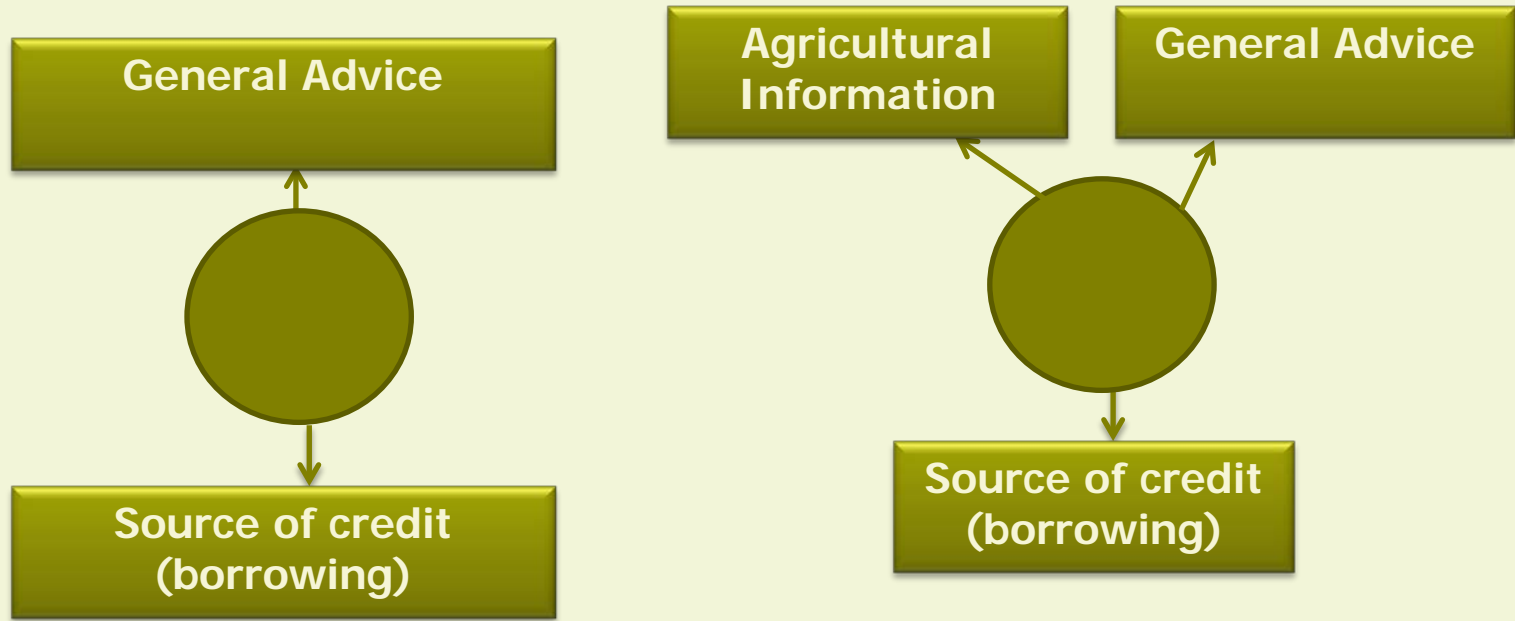 General Advice
Source of credit
(borrowing)
Agricultural
Information
General Advice
Source of credit
(borrowing)